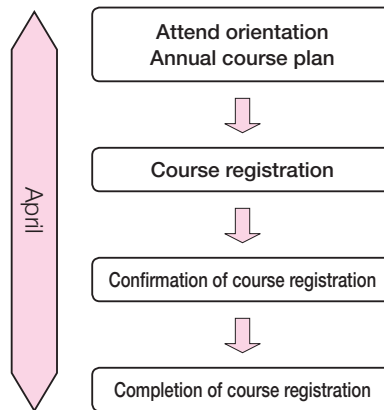 April
Attend orientation
Annual course plan
Course registration
Confirmation of course registration
Completion of course registration